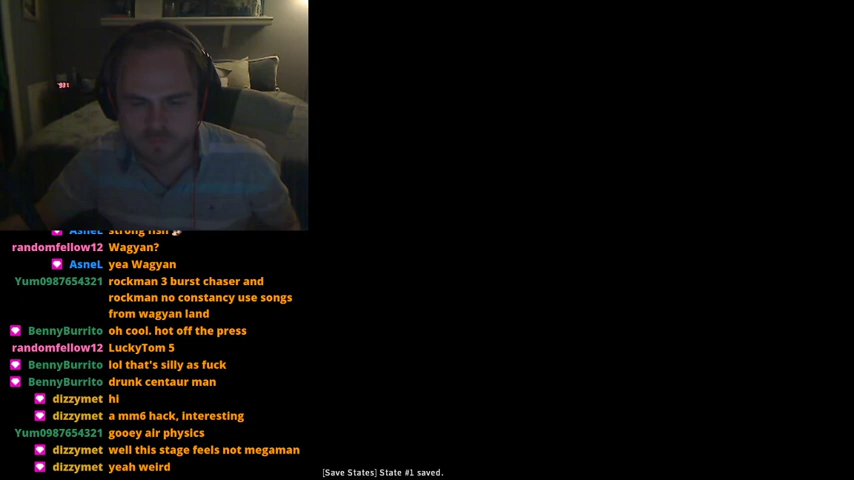 AsneL strong fish
randomfellow12 Wagyan?
AsneL yea Wagyan
Yum0987654321 rockman 3 burst chaser and
rockman no constancy use songs
from wagyan land
BennyBurrito oh cool. hot off the press
randomfellow12 LuckyTom 5
BennyBurrito lol that's silly as fuck
BennyBurrito drunk centaur man
dizzymet hi
dizzymet a mm6 hack, interesting
Yum0987654321 gooey air physics
dizzymet well this stage feels not megaman
dizzymet yeah weird
[Save States] State #1 saved.